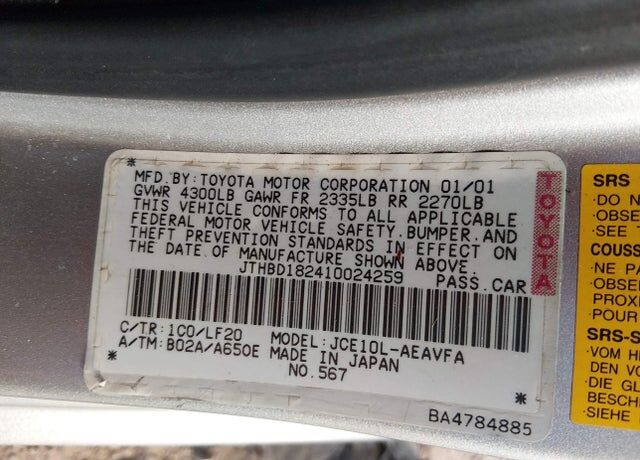 *
MFD.BY:TOYOTA MOTOR CORPORATION 01/01
GVWR 4300LB GAWR FR 2335LB RR 2270LB
THIS VEHICLE CONFORMS TO ALL APPLICABLE
FEDERAL MOTOR VEHICLE SAFETY.BUMPER.AND
THEFT PREVENTION STANDARDS IN EFFECT ON
THE DATE OF MANUFACTURE SHOWN ABOVE.
JTHBD182410024259 PASS.CAR
C/TR:1C0/LF20 MODEL:JCE10L-AEAVFA
A/TM:B02A/A650E MADE IN JAPAN
NO.567
*
*
BA4784885
TOYOTA
SRS
·DO N
·OBSE
·SEE T
COUSS
·NE PA
·OBSE
PROXI
·POUR
SRS-S
·VOM H
DEN VO
·DIE GL
BESCH
·SIEHE